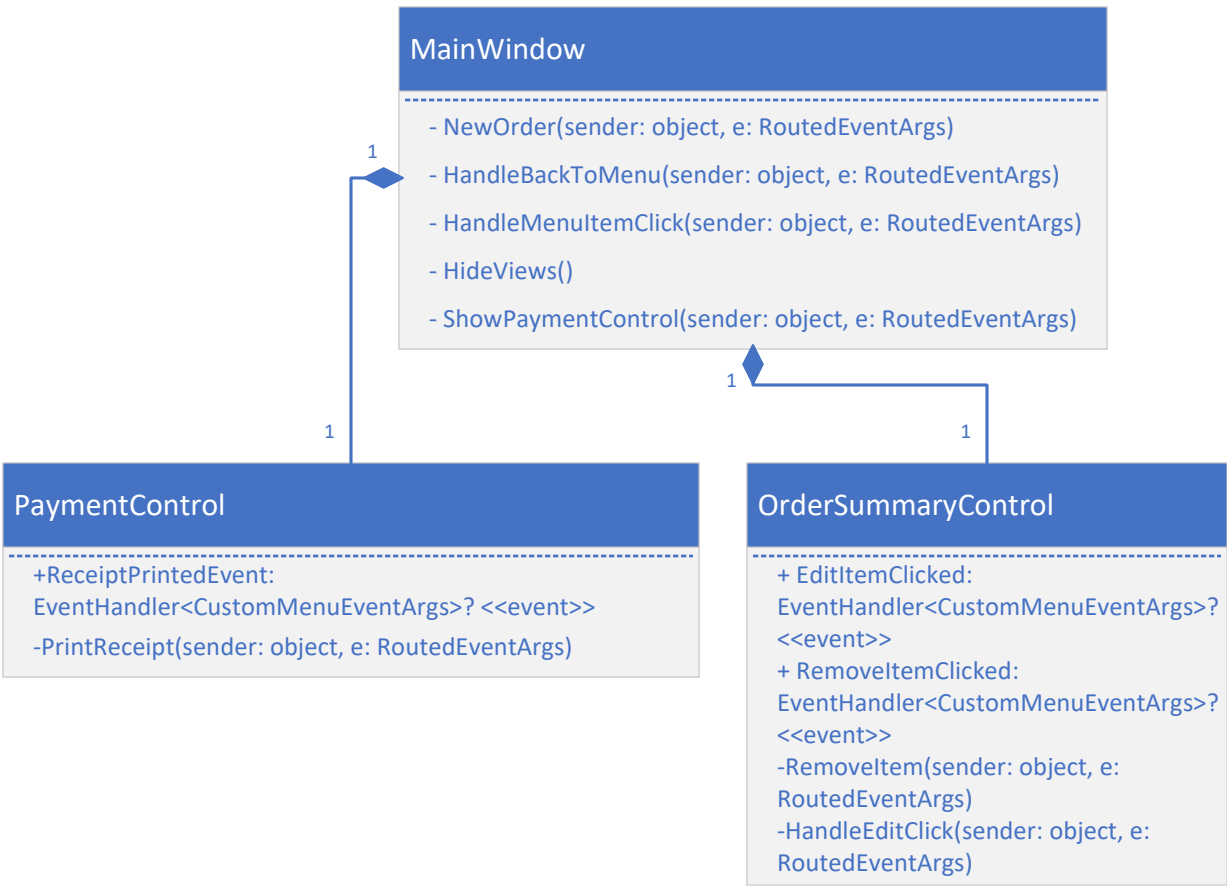 MainWindow
- NewOrder(sender: object, e: RoutedEventArgs)
- HandleBackToMenu(sender: object, e: RoutedEventArgs)
- HandleMenuItemClick(sender: object, e: RoutedEventArgs)
- HideViews()
- ShowPaymentControl(sender: object, e: RoutedEventArgs)
1
1
1
1
PaymentControl
+ReceiptPrintedEvent:
EventHandler<CustomMenuEventArgs>? <<event>>
-PrintReceipt(sender: object, e: RoutedEventArgs)
OrderSummaryControl
+ EditItemClicked:
EventHandler<CustomMenuEventArgs>?
<<event>>
+ RemoveItemClicked:
EventHandler<CustomMenuEventArgs>?
<<event>>
-RemoveItem(sender: object, e:
RoutedEventArgs)
-HandleEditClick(sender: object, e:
RoutedEventArgs)